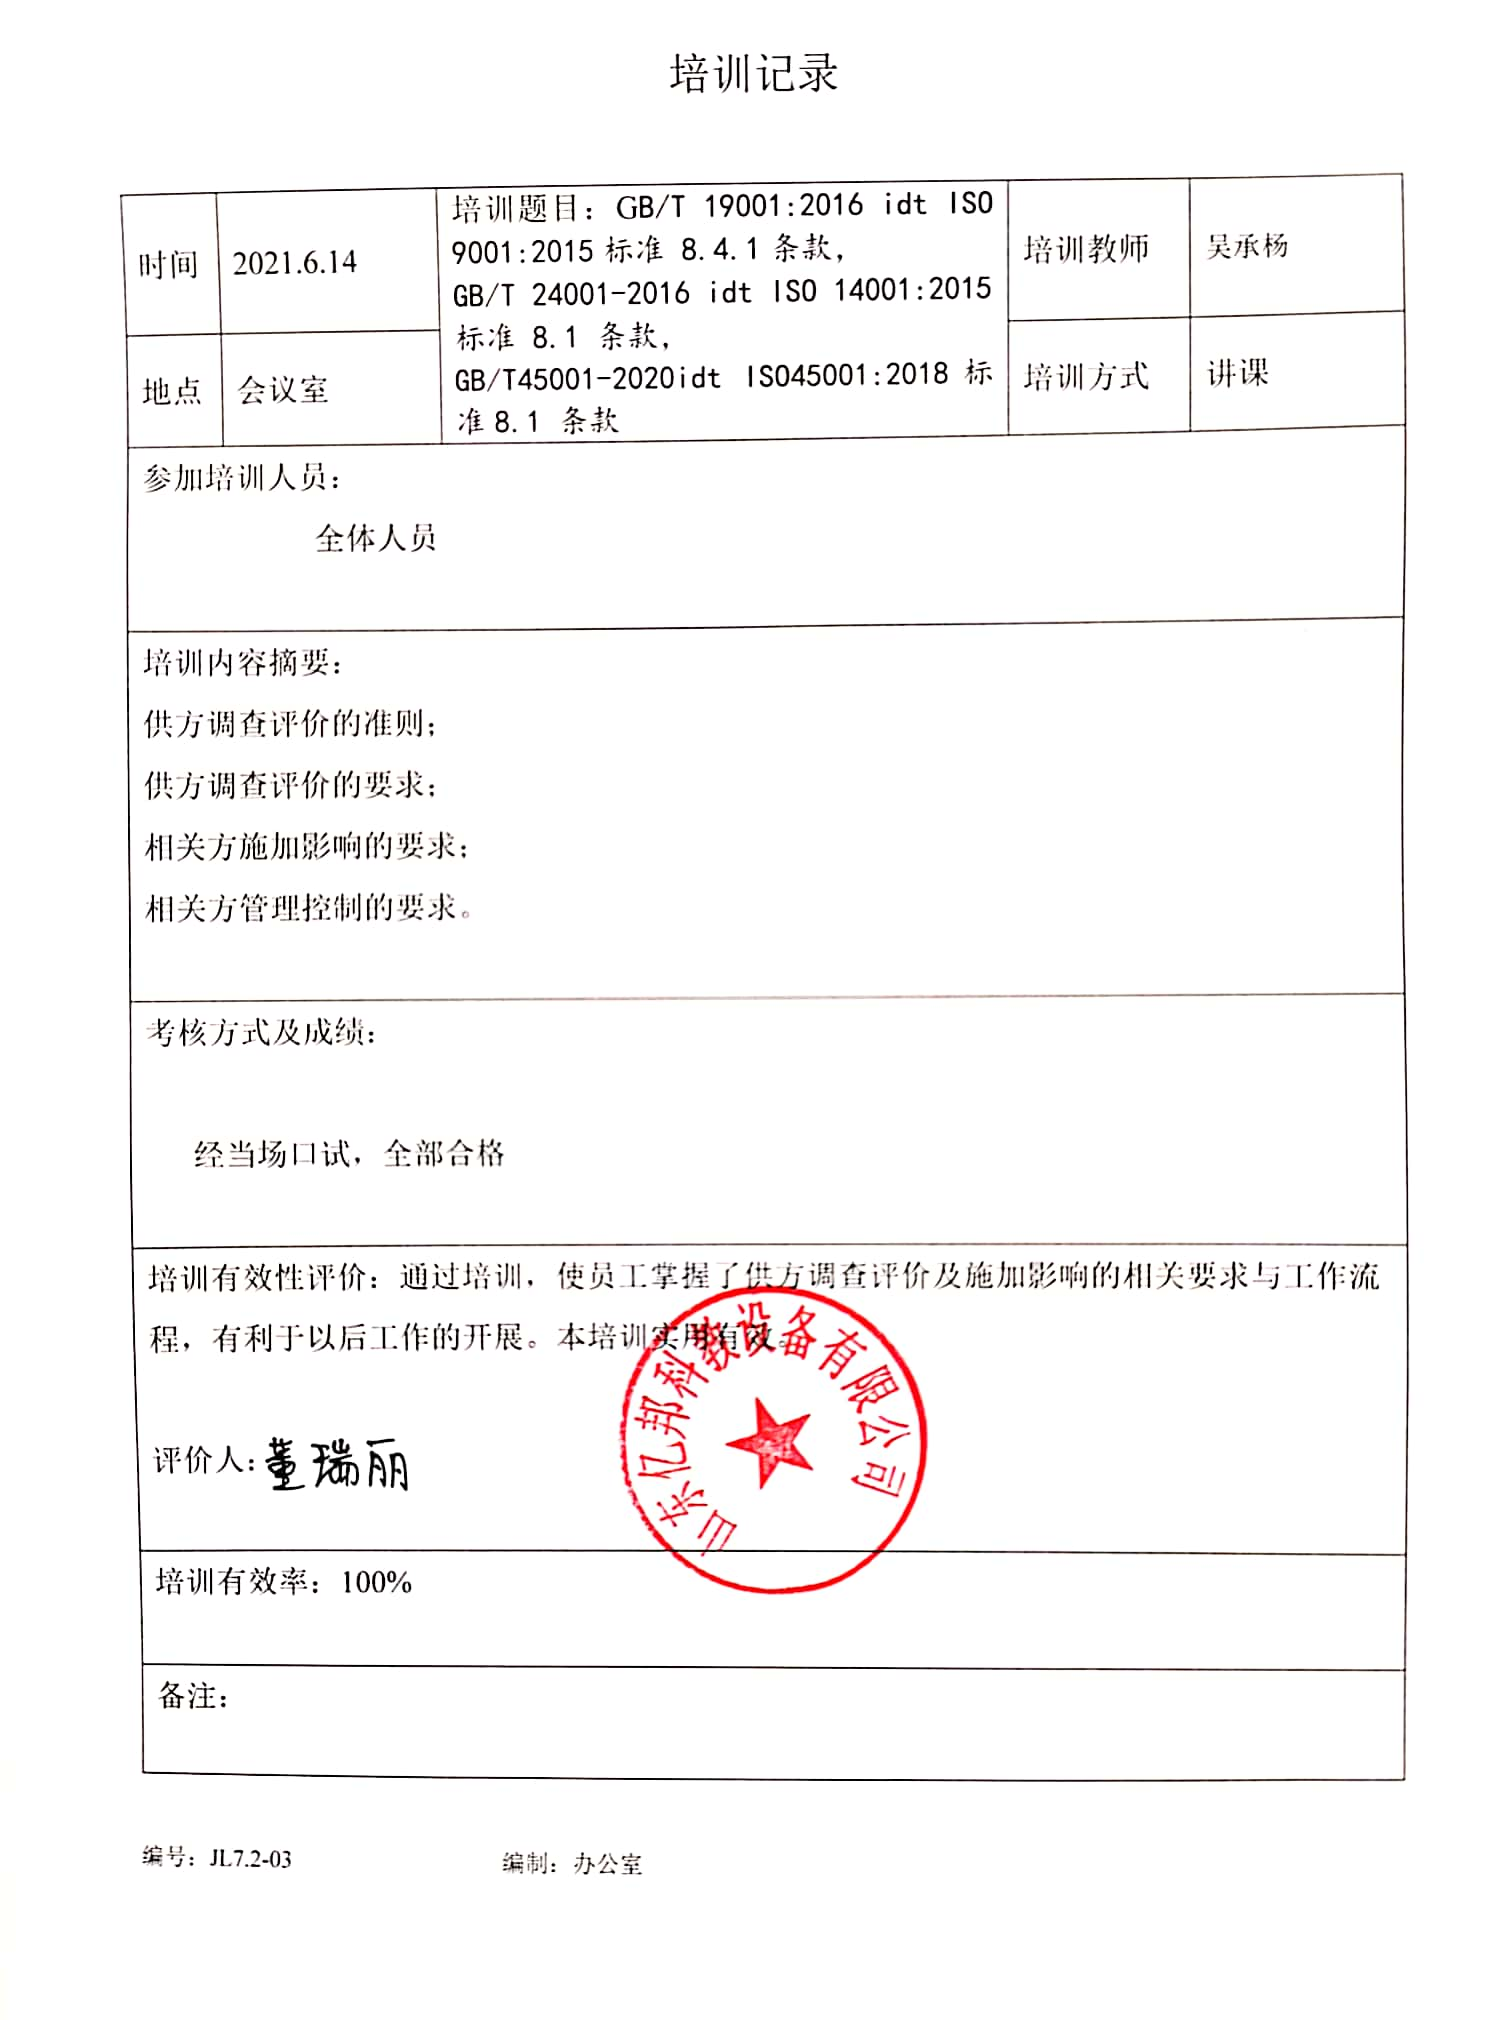 培训记录
时间
2021.6.14
培训题目：GB/T 19001:2016 idt ISO
9001:2015 标准 8.4.1 条款，
GB/T 24001-2016 idt ISO 14001:2015
标准 8.1 条款，
GB/T45001-2020idt ISO45001:2018 标
准8.1 条款
培训教师
吴承杨
地点
会议室
培训方式
讲课
参加培训人员：
全体人员
培训内容摘要：
供方调查评价的准则；
供方调查评价的要求；
相关方施加影响的要求；
相关方管理控制的要求。
考核方式及成绩：
经当场口试，全部合格
培训有效性评价：通过培训，使员工掌握了供方调查评价及施加影响的相关要求与工作流
程，有利于以后工作的开展。本培训实用有效。
山东亿邦科教设备有限公司
评价人：董瑞丽
培训有效率：100%
备注：
编号：JL7.2-03 编制：办公室